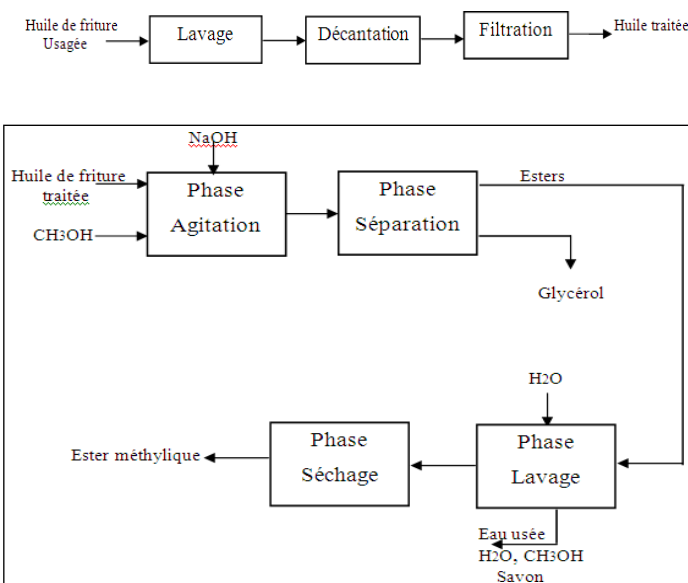 Huile de friture
Usagée
Lavage
Décantation
Filtration
Huile traitée
NaOH
Huile de friture
traitée
CH3OH
Phase
Agitation
Phase
Séparation
Esters
Glycérol
H2O
Phase
Lavage
Phase
Séchage
Ester méthylique
Eau usée
H2O, CH3OH
Savon